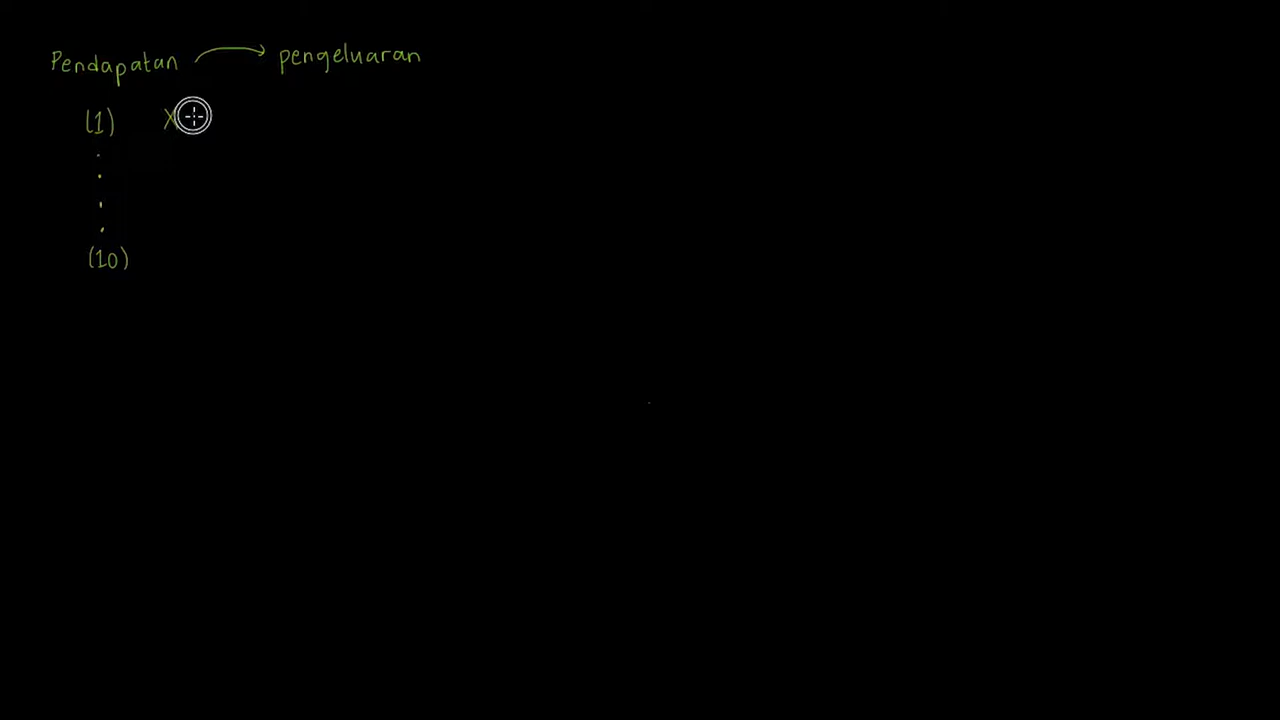 Pendapatan → pengeluaran
(1) X
.
.
.
.
(10)